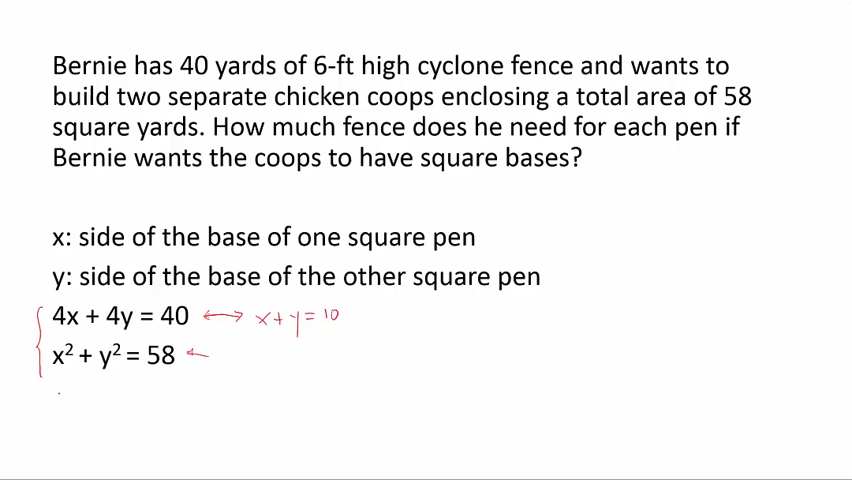 Bernie has 40 yards of 6-ft high cyclone fence and wants to
build two separate chicken coops enclosing a total area of 58
square yards. How much fence does he need for each pen if
Bernie wants the coops to have square bases?
x: side of the base of one square pen
y: side of the base of the other square pen
4x + 4y = 40 ↔ x + y = 10
x² + y² = 58 ←